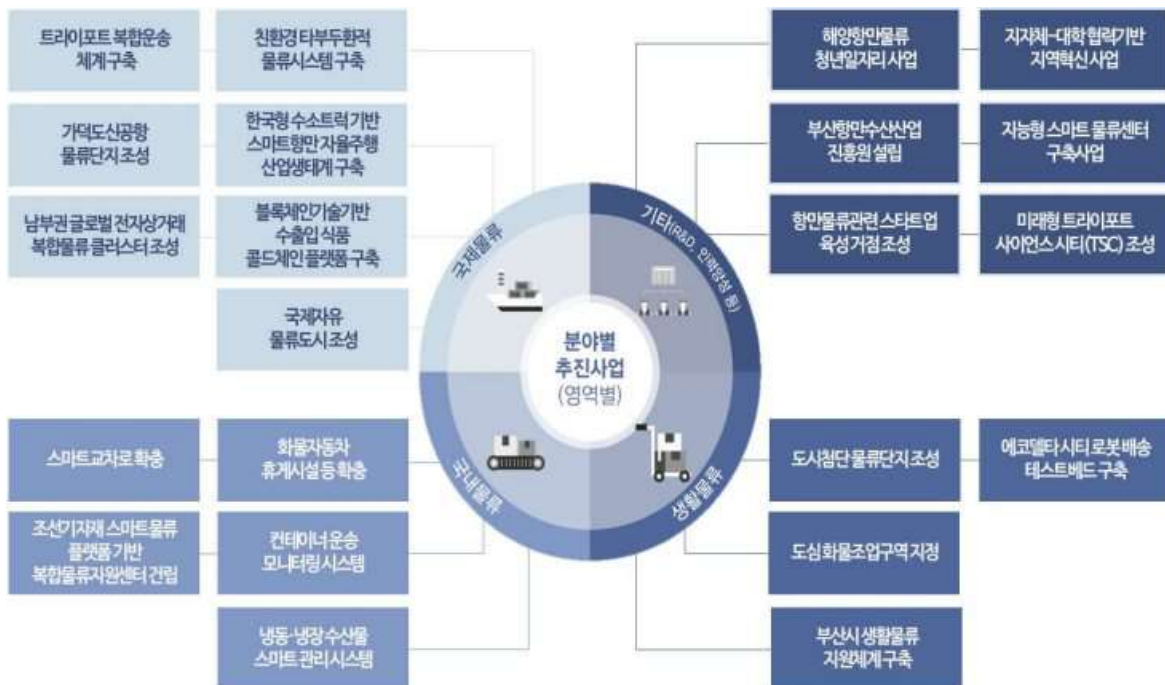 트라이포트 복합운송
체계 구축
친환경 타부두환적
물류시스템 구축
가덕도신공항
물류단지 조성
한국형 수소트럭 기반
스마트항만 자율주행
산업생태계 구축
남부권 글로벌 전자상거래
복합물류 클러스터 조성
블록체인기술기반
수출입 식품
콜드체인 플랫폼 구축
국제자유
물류도시 조성
해양항만물류
청년일자리 사업
지자체-대학 협력기반
지역혁신 사업
부산항만수산산업
진흥원 설립
지능형 스마트 물류센터
구축사업
항만물류관련 스타트업
육성 거점 조성
미래형 트라이포트
사이언스 시티(TSC) 조성
국제물류
기타(R&D, 인력양성 등)
분야별
추진사업
(영역별)
국내물류
생활물류
스마트교차로 확충
화물자동차
휴게시설 등 확충
조선기자재 스마트물류
플랫폼 기반
복합물류지원센터 건립
컨테이너 운송
모니터링 시스템
냉동·냉장 수산물
스마트 관리 시스템
도시첨단 물류단지 조성
에코델타시티 로봇 배송
테스트베드 구축
도심 화물조업구역 지정
부산시 생활물류
지원체계 구축